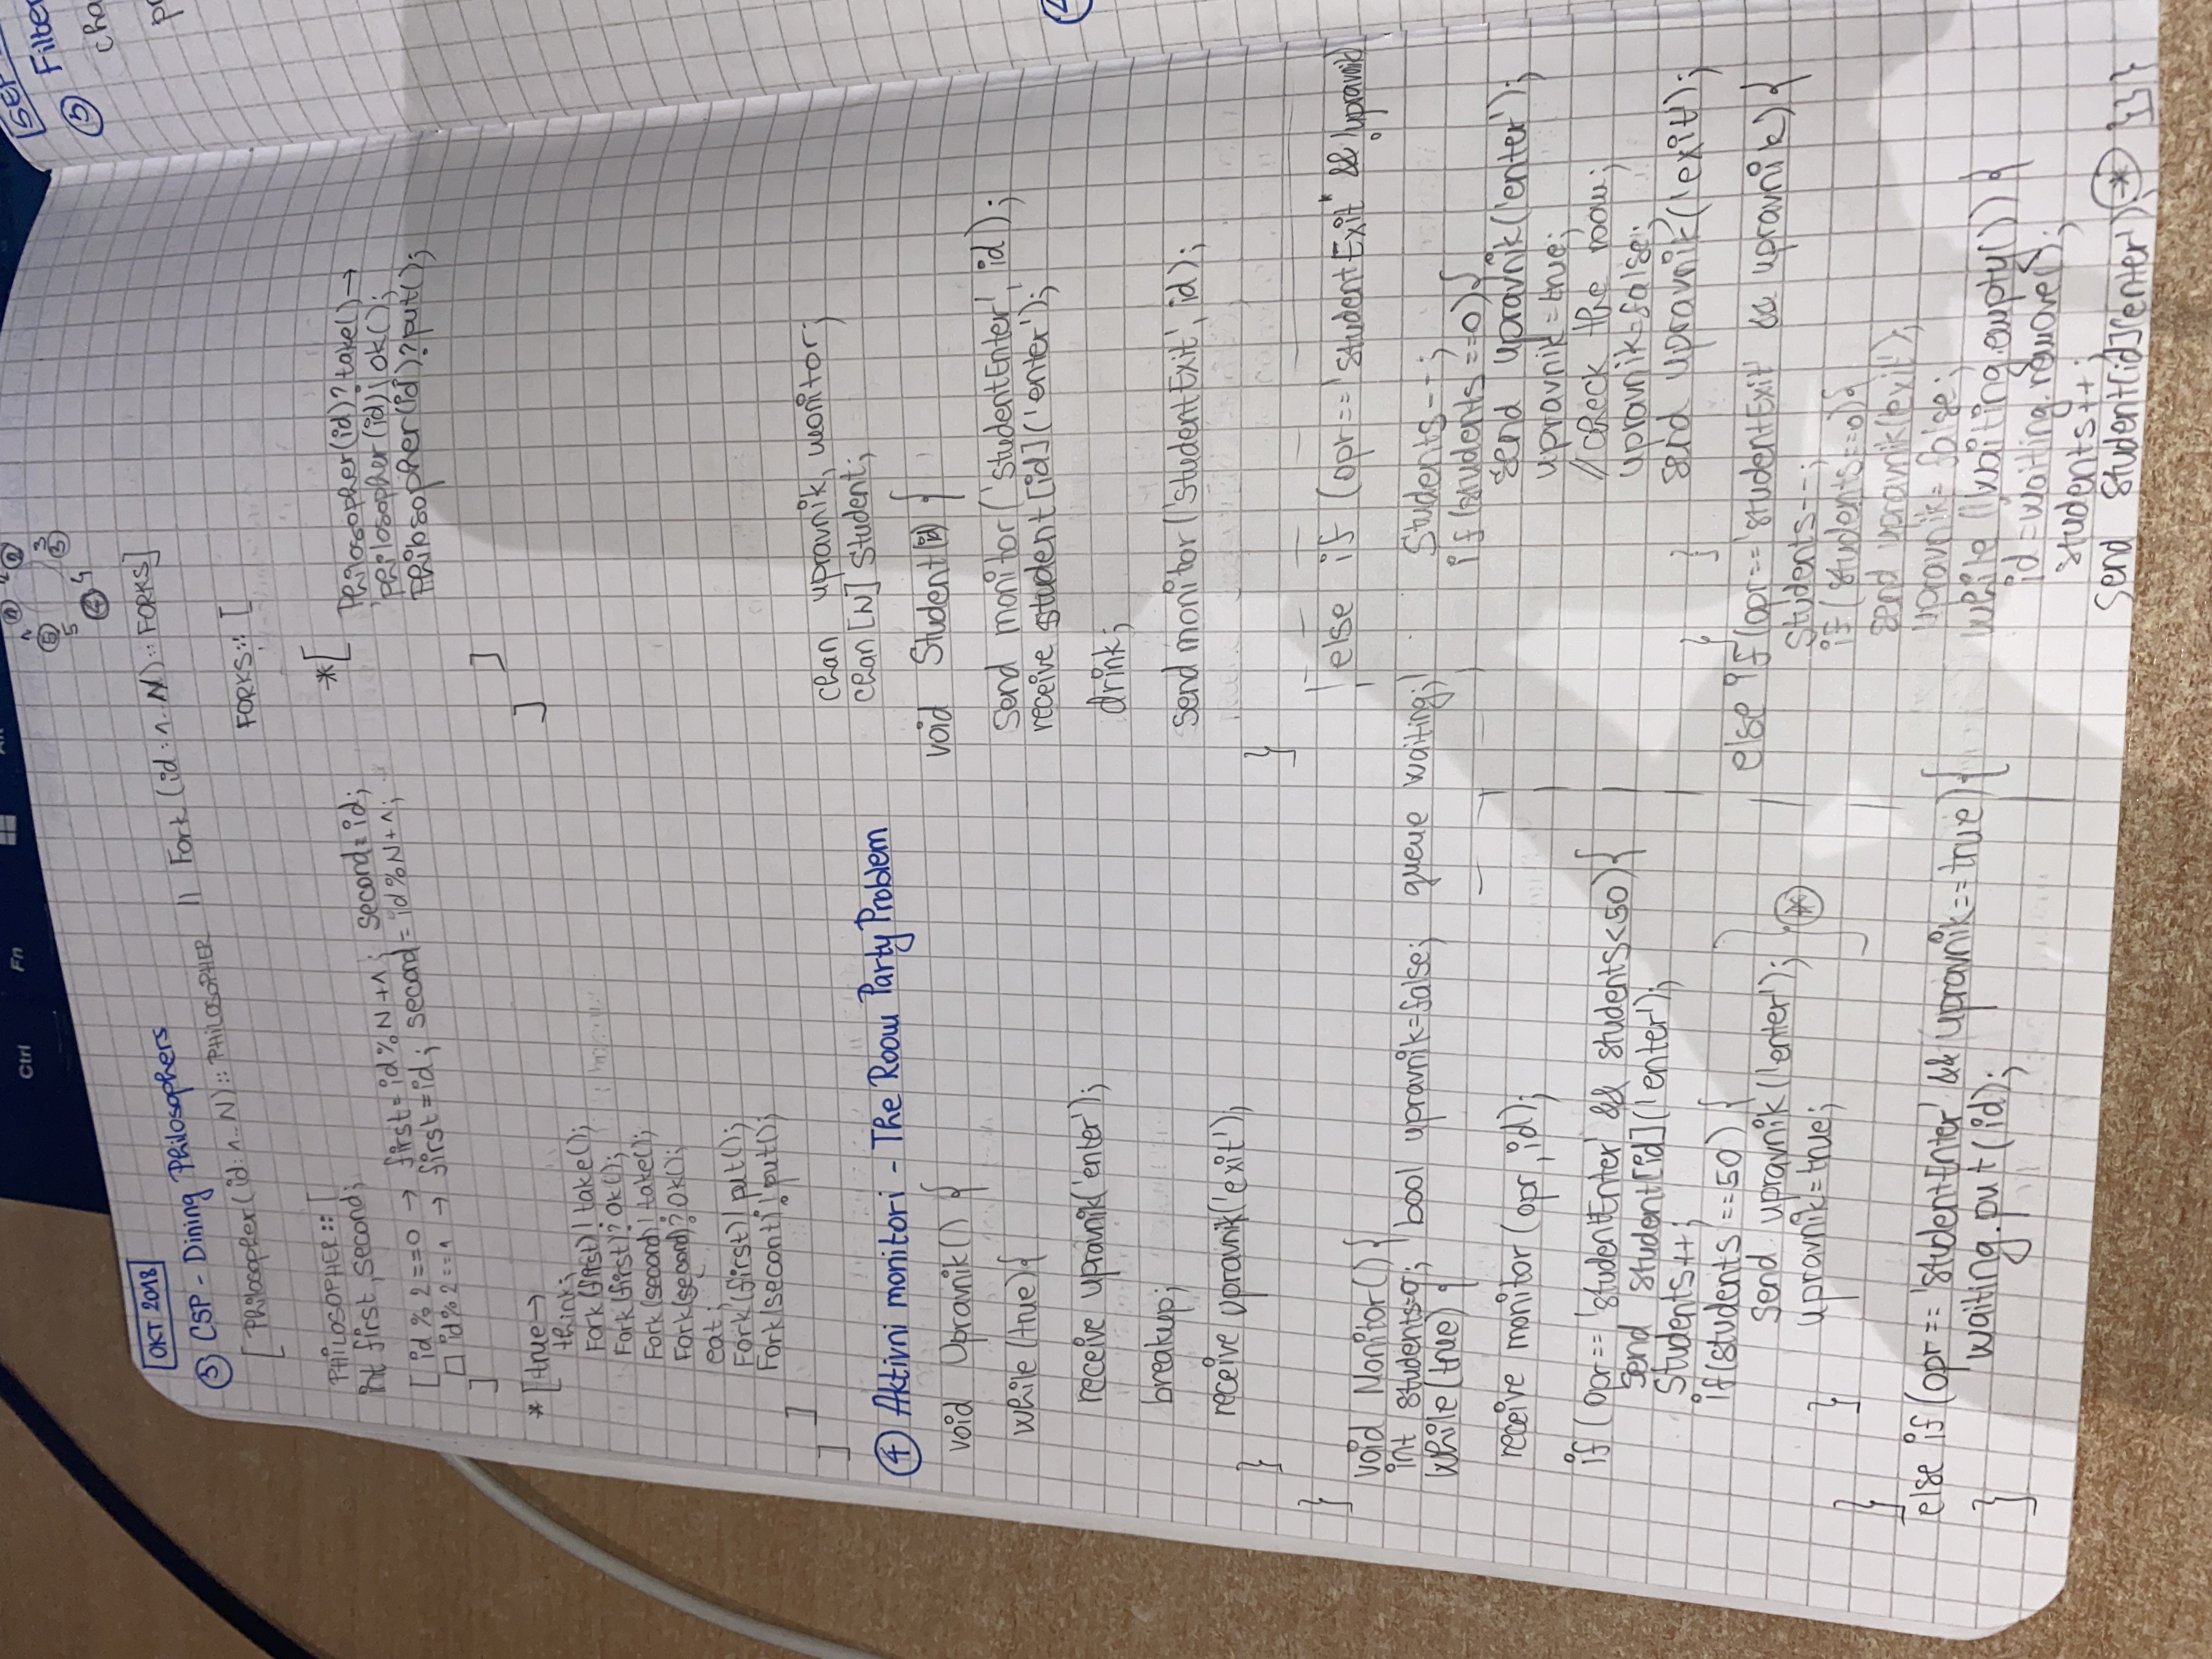 Ctrl
Fn
1
2
2
3
3
4
4
5
5
OKT 2018
③ CSP - Dining Philosophers
[ Philosopher(id:1..N)::PHILOSOPHER || Fork(id:1..N)::FORKS]
PHILOSOPHER::[
int first, second;
[ id%2==0 → first=id%N+1; second=id;
□ id%2==1 → first=id; second=id%N+1;
]
*[true→
think;
Fork(first)!take();
Fork(first)?ok();
Fork(second)!take();
Fork(second)?ok();
eat;
Fork(first)!put();
Fork(secont)!put();
]
]
FORKS::[
*[
Philosopher(id)?take()→
philosopher(id)!ok();
Philosopher(id)?put();
]
]
④ Aktivni monitori - The Room Party Problem
chan upravnik, monitor;
chan[N] student;
void Upravnik() {
while(true){
receive upravnik('enter');
breakup;
receive upravnik('exit');
}
}
void Student(id) {
send monitor('studentEnter', id);
receive student[id]('enter');
drink;
send monitor('studentExit', id);
}
void Monitor(){
int students=0; bool upravnik=false; queue waiting;
while(true) {
receive monitor(opr, id);
if (opr=='studentEnter' && students<50){
send student[id]('enter');
students++;
if(students==50) {
send upravnik('enter');
upravnik=true;
}
*
}
else if (opr=='studentEnter' && upravnik==true){
waiting.put(id);
}
else if (opr=='studentExit" && !upravnik)
Students--;
if(students==0){
send upravnik('enter');
upravnik=true;
//check the room;
upravnik=false;
send upravnik('exit');
} }
else if(opr=='studentExit' && upravnik){
students--;
if(students==0){
send upravnik('exit');
upravnik=false;
while(!waiting.empty()){
id=waiting.remove();
students++;
send student[id]('enter'); * }}}
SEP
③ Filter
cha